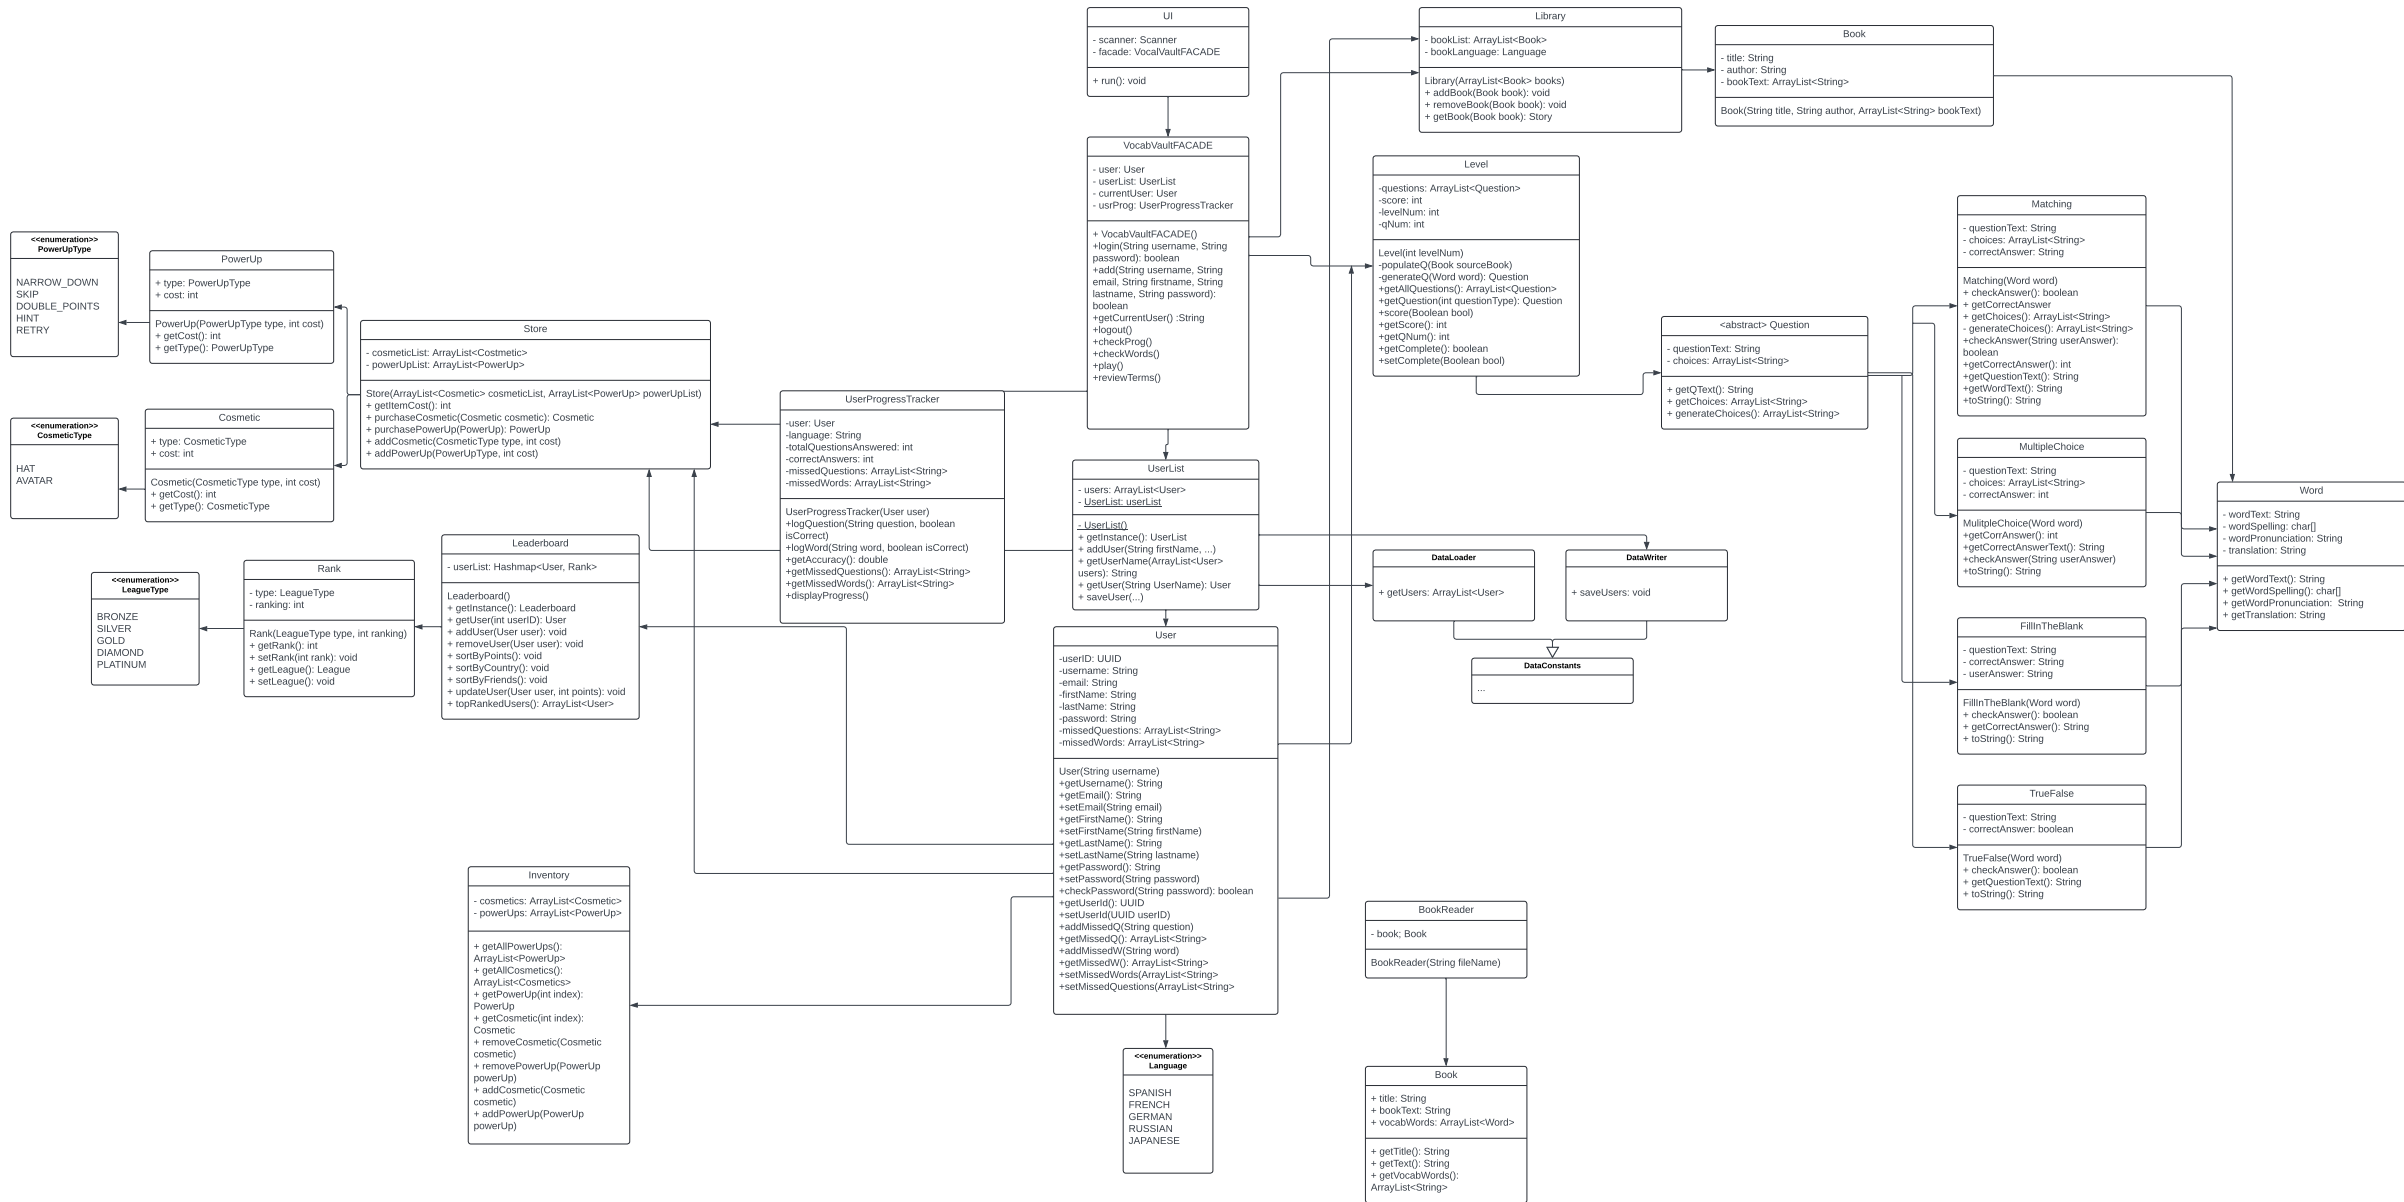 UI
- scanner: Scanner
- facade: VocalVaultFACADE
+ run(): void
Library
- bookList: ArrayList<Book>
- bookLanguage: Language
Library(ArrayList<Book> books)
+ addBook(Book book): void
+ removeBook(Book book): void
+ getBook(Book book): Story
Book
- title: String
- author: String
- bookText: ArrayList<String>
Book(String title, String author, ArrayList<String> bookText)
VocabVaultFACADE
- user: User
- userList: UserList
- currentUser: User
- usrProg: UserProgressTracker
+ VocabVaultFACADE()
+login(String username, String
password): boolean
+add(String username, String
email, String firstname, String
lastname, String password):
boolean
+getCurrentUser() :String
+logout()
+checkProg()
+checkWords()
+play()
+reviewTerms()
Level
-questions: ArrayList<Question>
-score: int
-levelNum: int
-qNum: int
Level(int levelNum)
-populateQ(Book sourceBook)
-generateQ(Word word): Question
+getAllQuestions(): ArrayList<Question>
+getQuestion(int questionType): Question
+score(Boolean bool)
+getScore(): int
+getQNum(): int
+getComplete(): boolean
+setComplete(Boolean bool)
<abstract> Question
- questionText: String
- choices: ArrayList<String>
+ getQText(): String
+ getChoices: ArrayList<String>
+ generateChoices(): ArrayList<String>
Matching
- questionText: String
- choices: ArrayList<String>
- correctAnswer: String
Matching(Word word)
+ checkAnswer(): boolean
+ getCorrectAnswer
+ getChoices(): ArrayList<String>
- generateChoices(): ArrayList<String>
+checkAnswer(String userAnswer):
boolean
+getCorrectAnswer(): int
+getQuestionText(): String
+getWordText(): String
+toString(): String
MultipleChoice
- questionText: String
- choices: ArrayList<String>
- correctAnswer: int
MulitpleChoice(Word word)
+getCorrAnswer(): int
+getCorrectAnswerText(): String
+checkAnswer(String userAnswer)
+toString(): String
FillInTheBlank
- questionText: String
- correctAnswer: String
- userAnswer: String
FillInTheBlank(Word word)
+ checkAnswer(): boolean
+ getCorrectAnswer(): String
+ toString(): String
TrueFalse
- questionText: String
- correctAnswer: boolean
TrueFalse(Word word)
+ checkAnswer(): boolean
+ getQuestionText(): String
+ toString(): String
Word
- wordText: String
- wordSpelling: char[]
- wordPronunciation: String
- translation: String
+ getWordText(): String
+ getWordSpelling(): char[]
+ getWordPronunciation: String
+ getTranslation: String
<<enumeration>>
PowerUpType
NARROW_DOWN
SKIP
DOUBLE_POINTS
HINT
RETRY
PowerUp
+ type: PowerUpType
+ cost: int
PowerUp(PowerUpType type, int cost)
+ getCost(): int
+ getType(): PowerUpType
<<enumeration>>
CosmeticType
HAT
AVATAR
Cosmetic
+ type: CosmeticType
+ cost: int
Cosmetic(CosmeticType type, int cost)
+ getCost(): int
+ getType(): CosmeticType
Store
- cosmeticList: ArrayList<Costmetic>
- powerUpList: ArrayList<PowerUp>
Store(ArrayList<Cosmetic> cosmeticList, ArrayList<PowerUp> powerUpList)
+ getItemCost(): int
+ purchaseCosmetic(Cosmetic cosmetic): Cosmetic
+ purchasePowerUp(PowerUp): PowerUp
+ addCosmetic(CosmeticType type, int cost)
+ addPowerUp(PowerUpType, int cost)
UserProgressTracker
-user: User
-language: String
-totalQuestionsAnswered: int
-correctAnswers: int
-missedQuestions: ArrayList<String>
-missedWords: ArrayList<String>
UserProgressTracker(User user)
+logQuestion(String question, boolean
isCorrect)
+logWord(String word, boolean isCorrect)
+getAccuracy(): double
+getMissedQuestions(): ArrayList<String>
+getMissedWords(): ArrayList<String>
+displayProgress()
UserList
- users: ArrayList<User>
- UserList: userList
- UserList()
+ getInstance(): UserList
+ addUser(String firstName, ...)
+ getUserName(ArrayList<User>
users): String
+ getUser(String UserName): User
+ saveUser(...)
DataLoader
+ getUsers: ArrayList<User>
DataWriter
+ saveUsers: void
DataConstants
...
<<enumeration>>
LeagueType
BRONZE
SILVER
GOLD
DIAMOND
PLATINUM
Rank
- type: LeagueType
- ranking: int
Rank(LeagueType type, int ranking)
+ getRank(): int
+ setRank(int rank): void
+ getLeague(): League
+ setLeague(): void
Leaderboard
- userList: Hashmap<User, Rank>
Leaderboard()
+ getInstance(): Leaderboard
+ getUser(int userID): User
+ addUser(User user): void
+ removeUser(User user): void
+ sortByPoints(): void
+ sortByCountry(): void
+ sortByFriends(): void
+ updateUser(User user, int points): void
+ topRankedUsers(): ArrayList<User>
User
-userID: UUID
-username: String
-email: String
-firstName: String
-lastName: String
-password: String
-missedQuestions: ArrayList<String>
-missedWords: ArrayList<String>
User(String username)
+getUsername(): String
+getEmail(): String
+setEmail(String email)
+getFirstName(): String
+setFirstName(String firstName)
+getLastName(): String
+setLastName(String lastname)
+getPassword(): String
+setPassword(String password)
+checkPassword(String password): boolean
+getUserId(): UUID
+setUserId(UUID userID)
+addMissedQ(String question)
+getMissedQ(): ArrayList<String>
+addMissedW(String word)
+getMissedW(): ArrayList<String>
+setMissedWords(ArrayList<String>
+setMissedQuestions(ArrayList<String>
Inventory
- cosmetics: ArrayList<Cosmetic>
- powerUps: ArrayList<PowerUp>
+ getAllPowerUps():
ArrayList<PowerUp>
+ getAllCosmetics():
ArrayList<Cosmetics>
+ getPowerUp(int index):
PowerUp
+ getCosmetic(int index):
Cosmetic
+ removeCosmetic(Cosmetic
cosmetic)
+ removePowerUp(PowerUp
powerUp)
+ addCosmetic(Cosmetic
cosmetic)
+ addPowerUp(PowerUp
powerUp)
<<enumeration>>
Language
SPANISH
FRENCH
GERMAN
RUSSIAN
JAPANESE
BookReader
- book; Book
BookReader(String fileName)
Book
+ title: String
+ bookText: String
+ vocabWords: ArrayList<Word>
+ getTitle(): String
+ getText(): String
+ getVocabWords():
ArrayList<String>